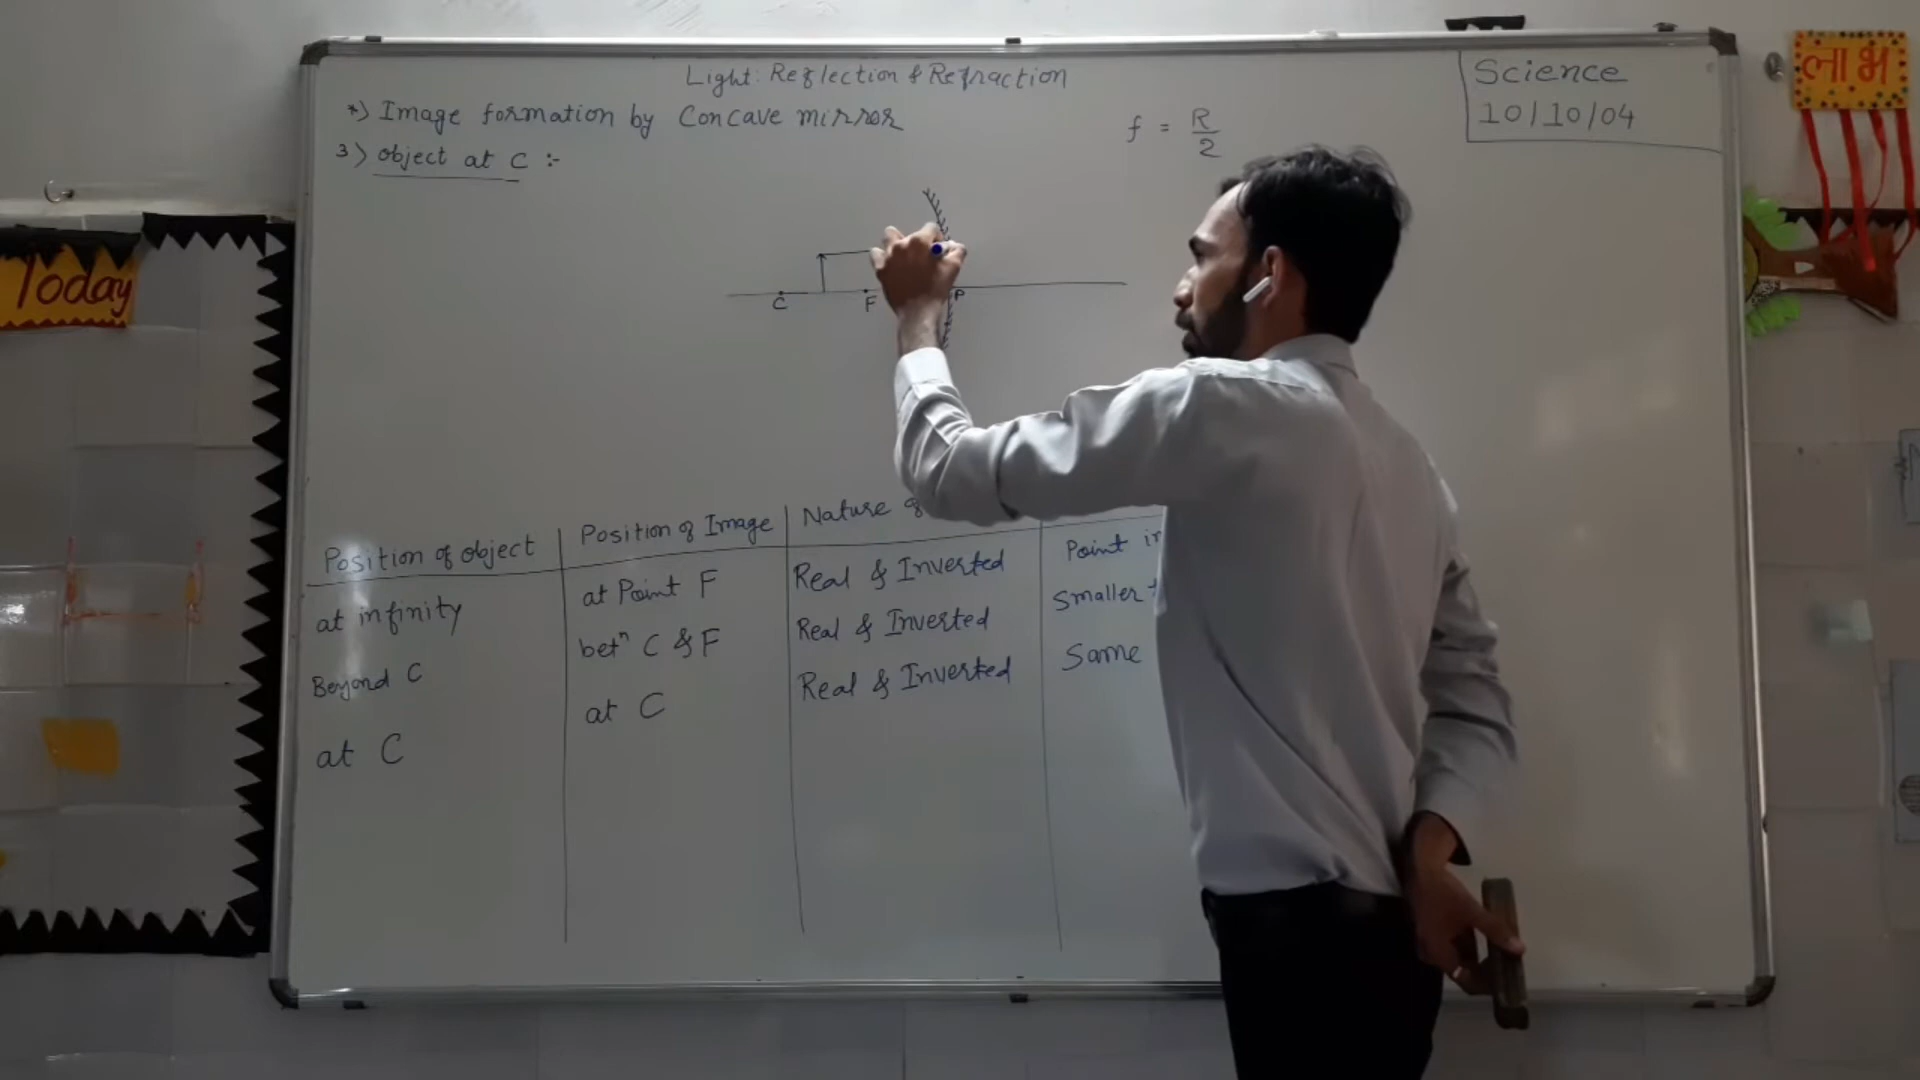 Light: Reflection & Refraction
Science
10/10/04
*) Image formation by Concave mirror
f = R/2
3) object at C :-
C F P
Position of object | Position of Image | Nature
at infinity | at Point F | Real & Inverted | Point
Beyond C | betⁿ C & F | Real & Inverted | Smaller
at C | at C | Real & Inverted | Same
Today
लाभ